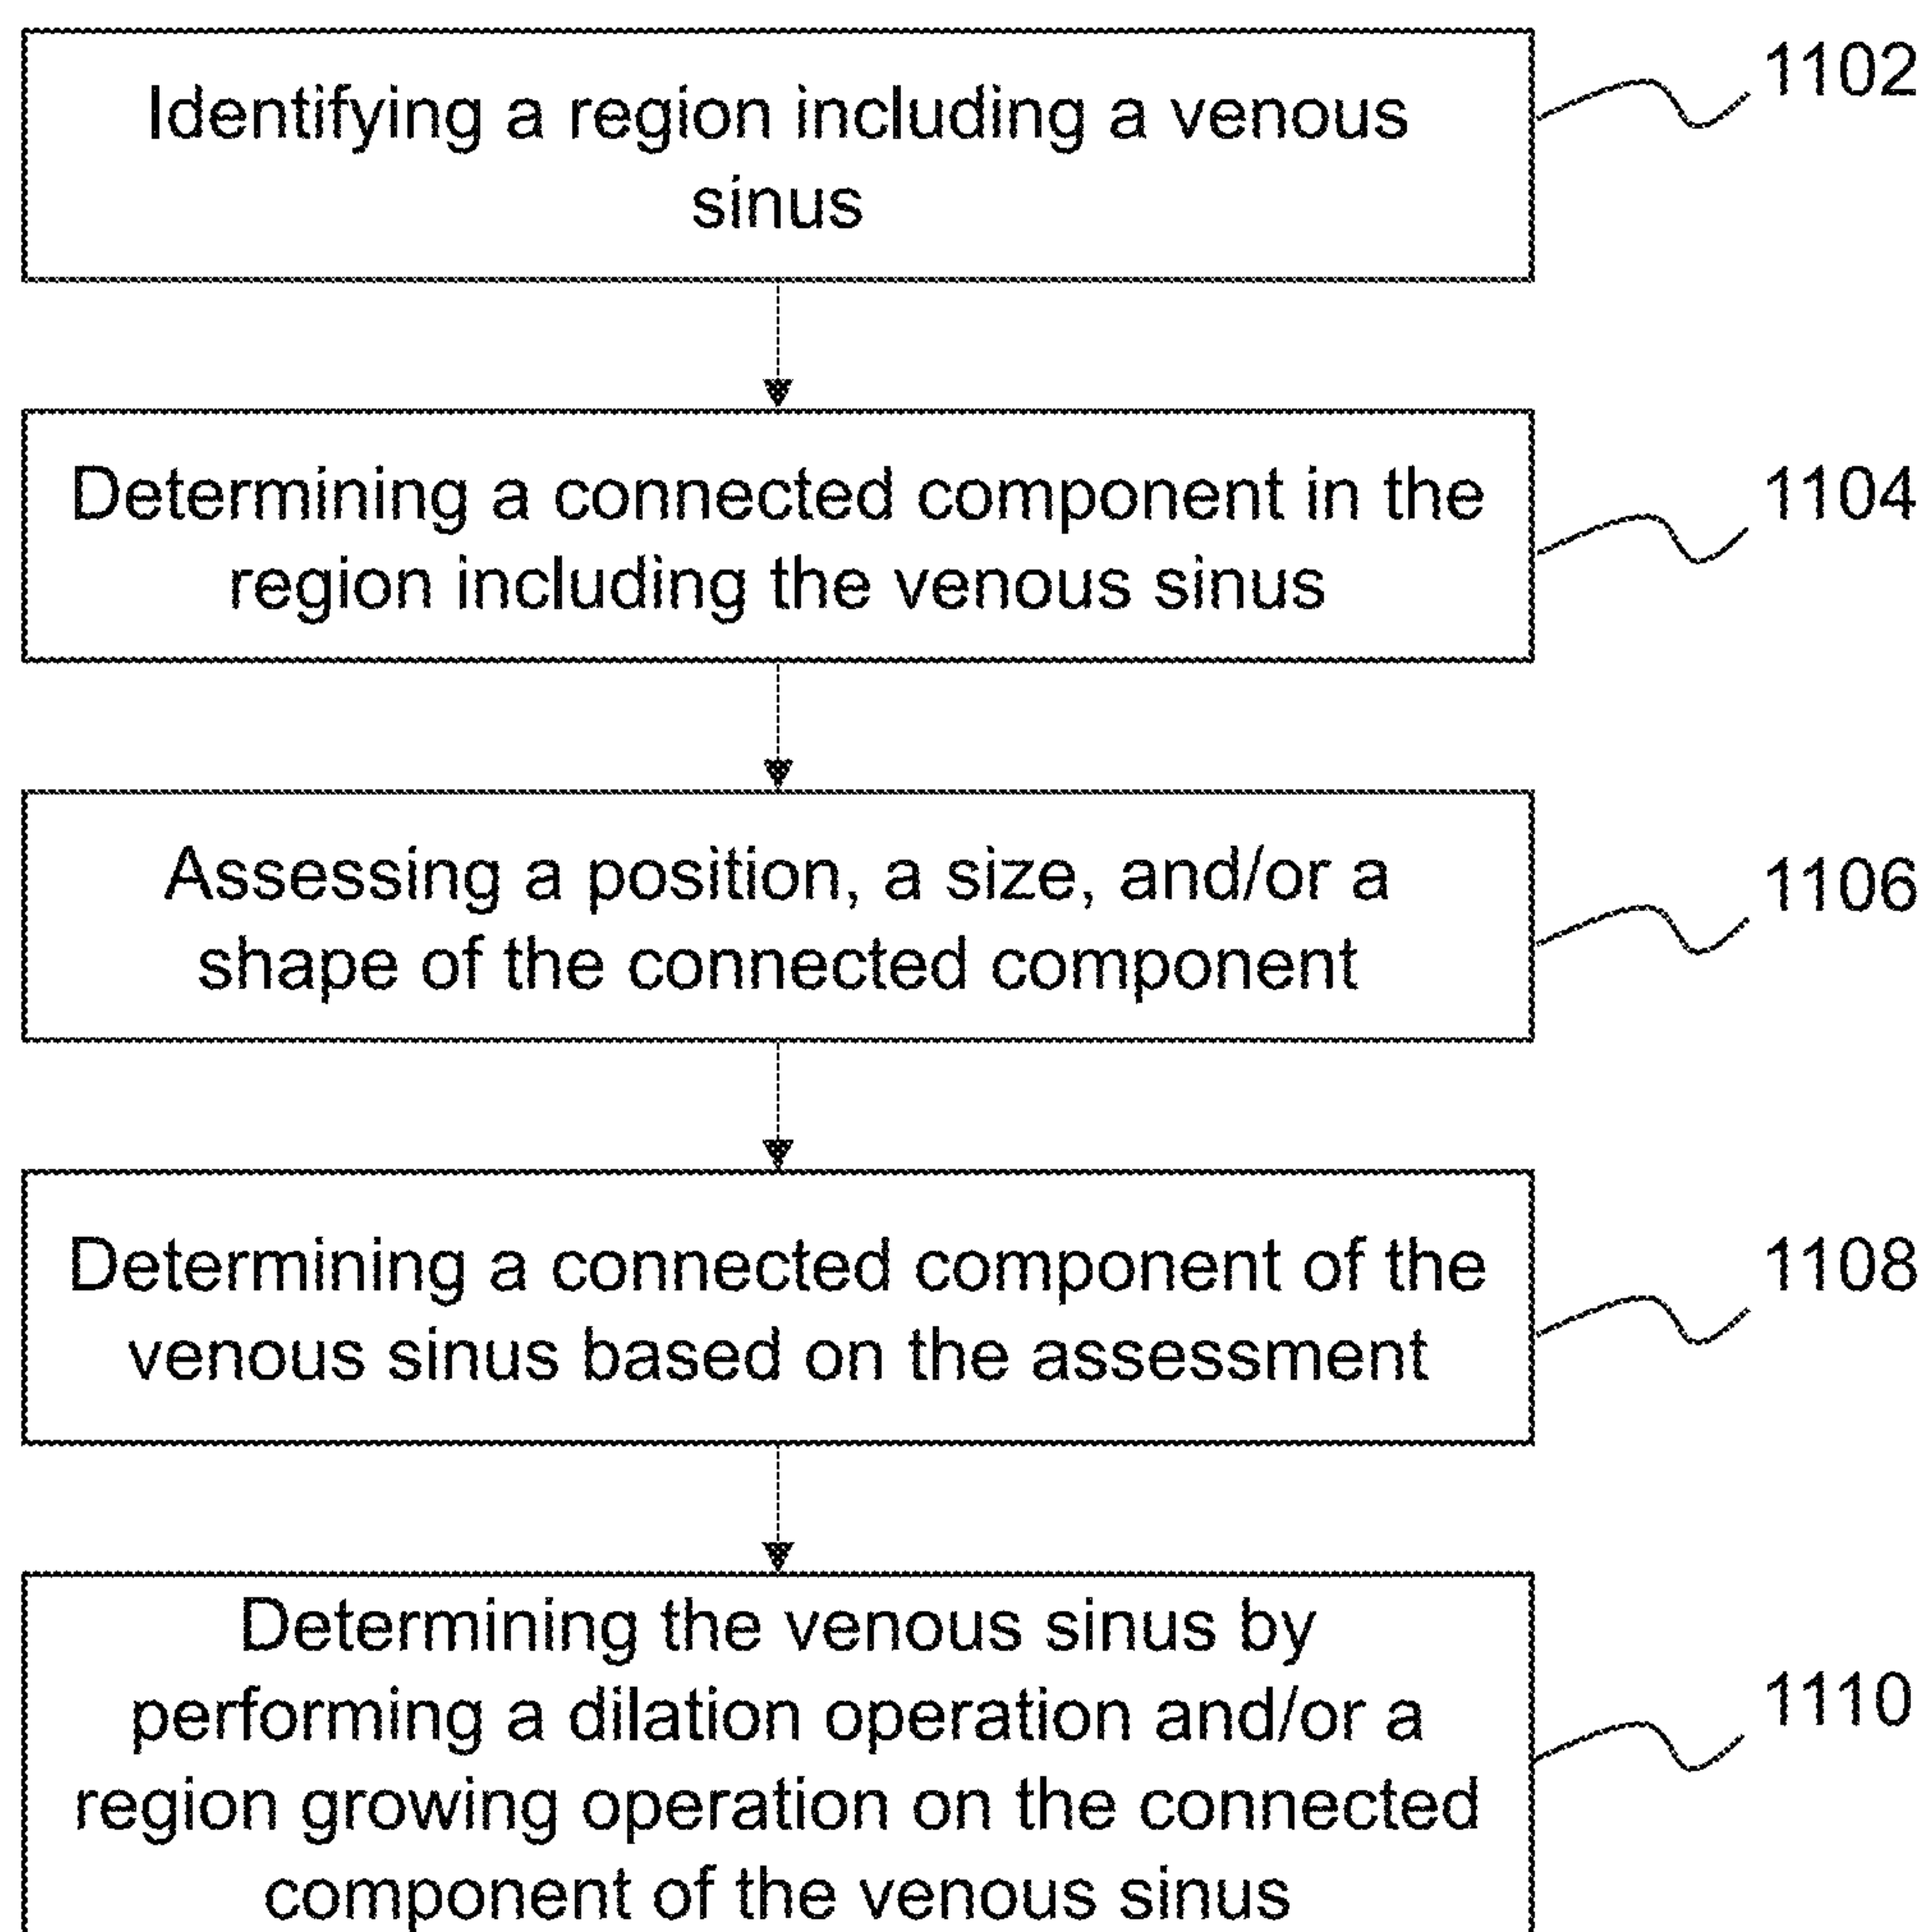 Identifying a region including a venous
sinus
1102
Determining a connected component in the
region including the venous sinus
1104
Assessing a position, a size, and/or a
shape of the connected component
1106
Determining a connected component of the
venous sinus based on the assessment
1108
Determining the venous sinus by
performing a dilation operation and/or a
region growing operation on the connected
component of the venous sinus
1110